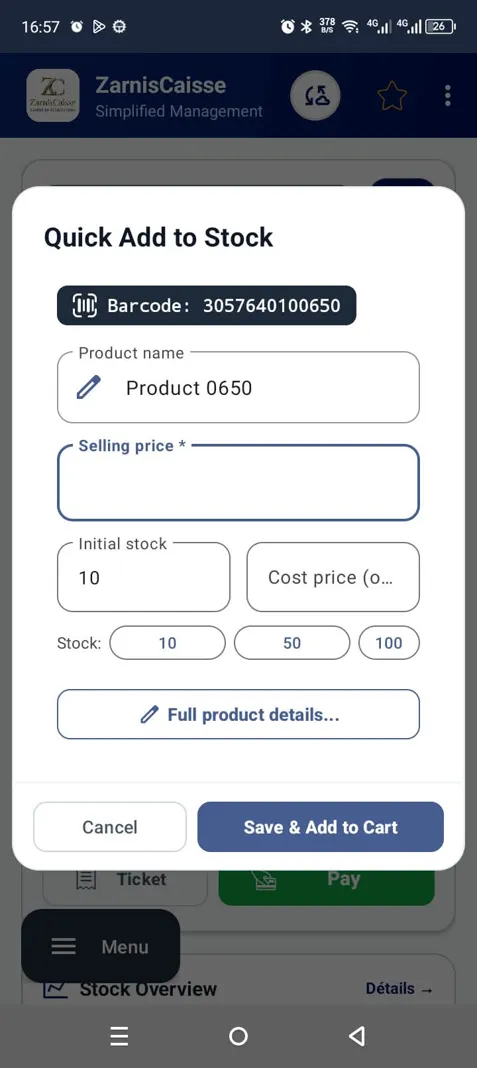 16:57
378 B/S 4G 4G 26
ZarnisCaisse
Simplified Management
ZC
ZarnisCaisse
Quick Add to Stock
Barcode: 3057640100650
Product name
Product 0650
Selling price *
Initial stock
10
Cost price (o...
Stock: 10 50 100
Full product details...
Cancel Save & Add to Cart
Ticket Pay
Menu
Stock Overview Détails →